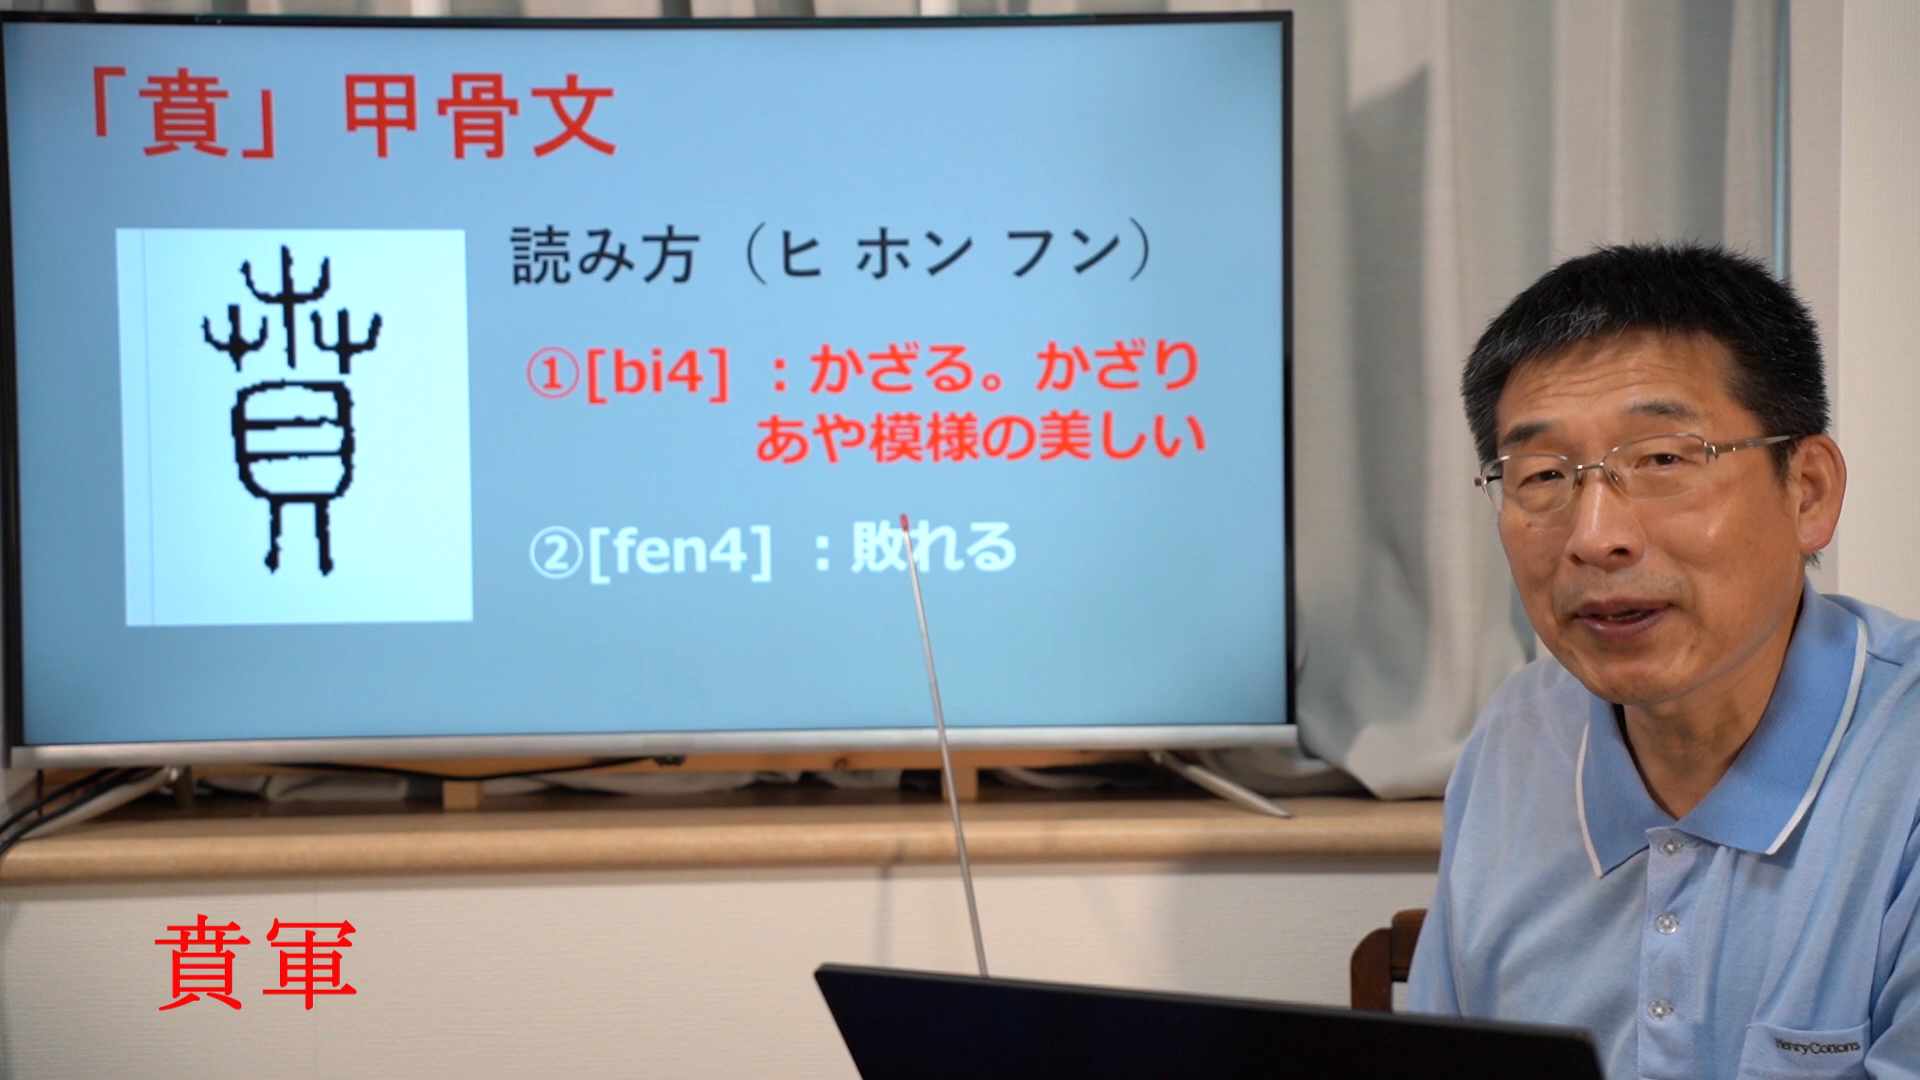 「賁」甲骨文
読み方（ヒ ホン フン）
①[bi4]：かざる。かざり
あや模様の美しい
②[fen4]：敗れる
賁軍
HenryCottons